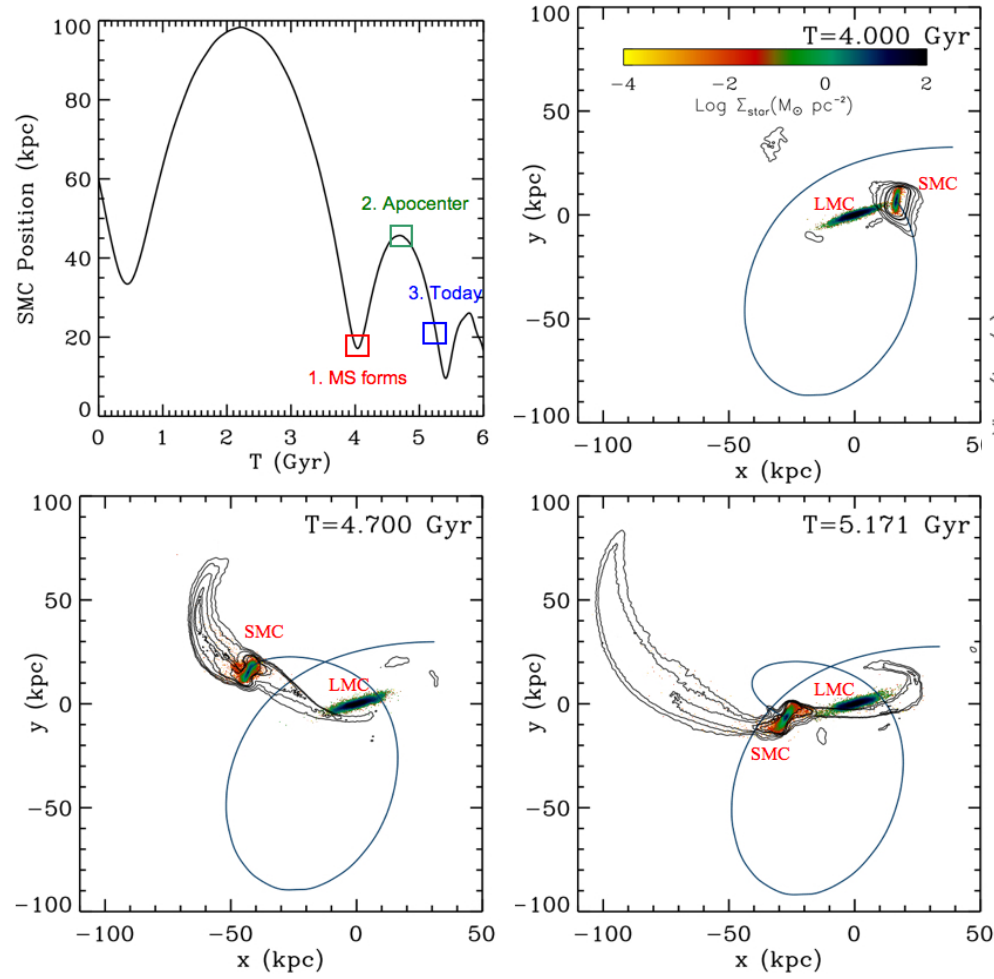 100
80
60
40
20
0
SMC Position (kpc)
2. Apocenter
3. Today
1. MS forms
0
1
2
3
4
5
6
T (Gyr)
T=4.000 Gyr
-4
-2
0
2
Log Σstar(M⊙ pc⁻²)
SMC
LMC
100
50
0
-50
-100
y (kpc)
-100
-50
0
50
x (kpc)
T=4.700 Gyr
SMC
LMC
100
50
0
-50
-100
y (kpc)
-100
-50
0
50
x (kpc)
T=5.171 Gyr
LMC
SMC
100
50
0
-50
-100
y (kpc)
-100
-50
0
50
x (kpc)